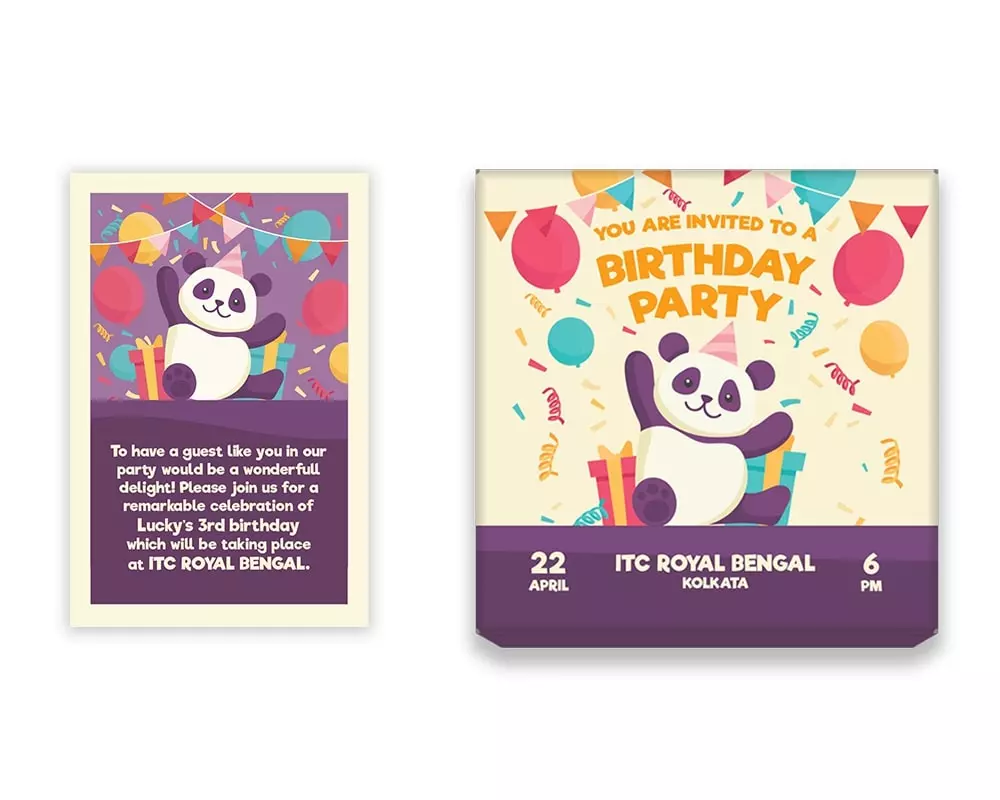 To have a guest like you in our
party would be a wonderfull
delight! Please join us for a
remarkable celebration of
Lucky's 3rd birthday
which will be taking place
at ITC ROYAL BENGAL.
YOU ARE INVITED TO A
BIRTHDAY
PARTY
22
APRIL
ITC ROYAL BENGAL
KOLKATA
6
PM